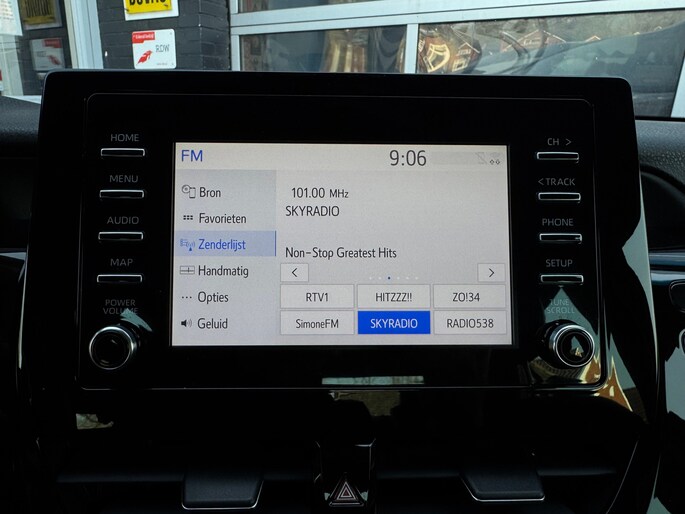 RDW
HOME
MENU
AUDIO
MAP
POWER
VOLUME
FM
9:06
Bron
Favorieten
Zenderlijst
Handmatig
Opties
Geluid
101.00 MHz
SKYRADIO
Non-Stop Greatest Hits
RTV1
HITZZZ!!
ZO!34
SimoneFM
SKYRADIO
RADIO538
CH >
< TRACK
PHONE
SETUP
TUNE
SCROLL